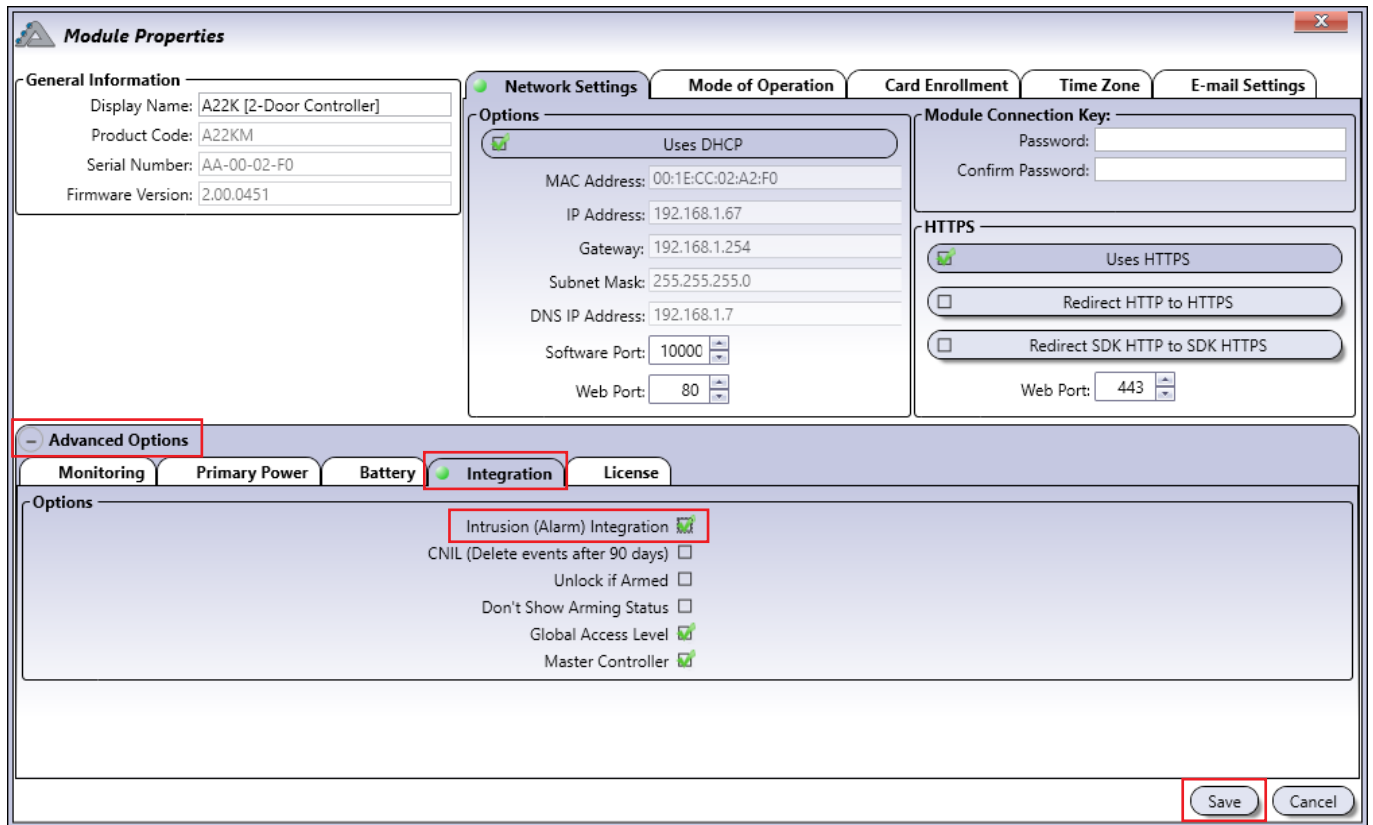 Module Properties
X
General Information
Display Name: A22K [2-Door Controller]
Product Code: A22KM
Serial Number: AA-00-02-F0
Firmware Version: 2.00.0451
Network Settings Mode of Operation Card Enrollment Time Zone E-mail Settings
Options
Uses DHCP
MAC Address: 00:1E:CC:02:A2:F0
IP Address: 192.168.1.67
Gateway: 192.168.1.254
Subnet Mask: 255.255.255.0
DNS IP Address: 192.168.1.7
Software Port: 10000
Web Port: 80
Module Connection Key:
Password:
Confirm Password:
HTTPS
Uses HTTPS
Redirect HTTP to HTTPS
Redirect SDK HTTP to SDK HTTPS
Web Port: 443
Advanced Options
Monitoring Primary Power Battery Integration License
Options
Intrusion (Alarm) Integration
CNIL (Delete events after 90 days)
Unlock if Armed
Don't Show Arming Status
Global Access Level
Master Controller
Save Cancel